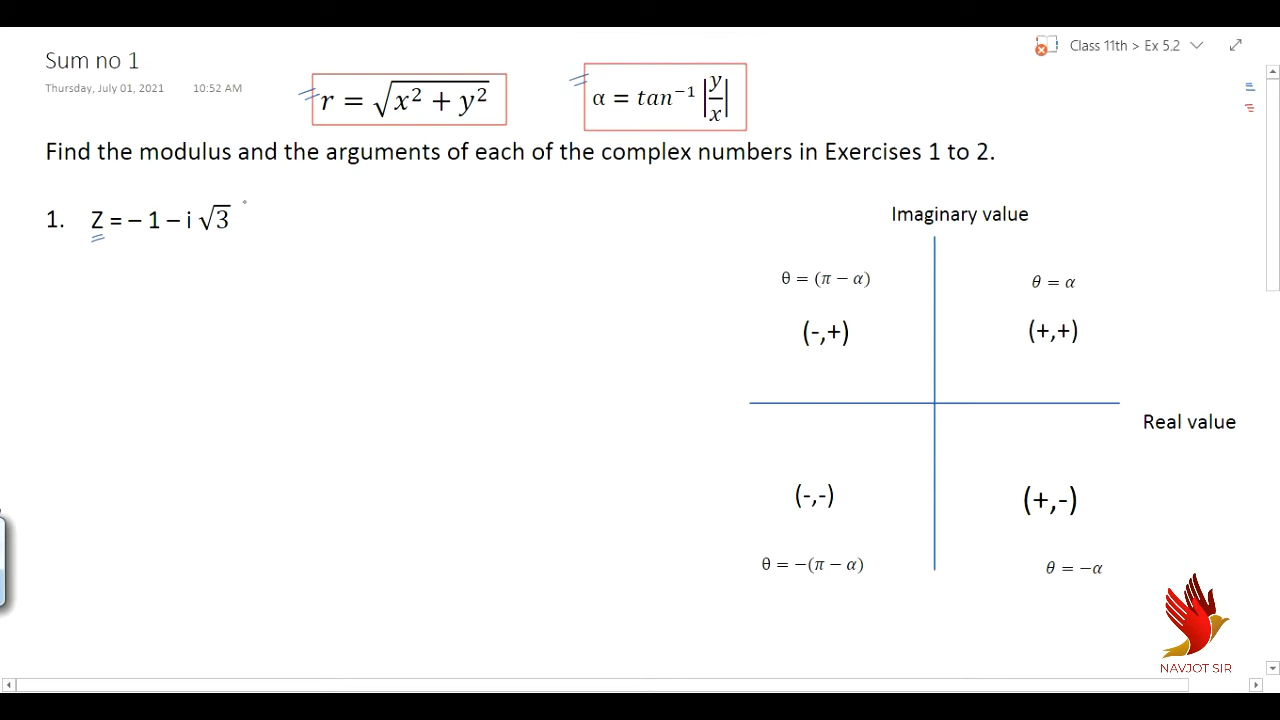 Sum no 1
Class 11th > Ex 5.2
Thursday, July 01, 2021 10:52 AM
r = √(x² + y²)
α = tan⁻¹ |y/x|
Find the modulus and the arguments of each of the complex numbers in Exercises 1 to 2.
1. Z = – 1 – i √3
Imaginary value
θ = (π − α)
θ = α
(-,+)
(+,+)
Real value
(-,-)
(+,-)
θ = −(π − α)
θ = −α
NAVJOT SIR